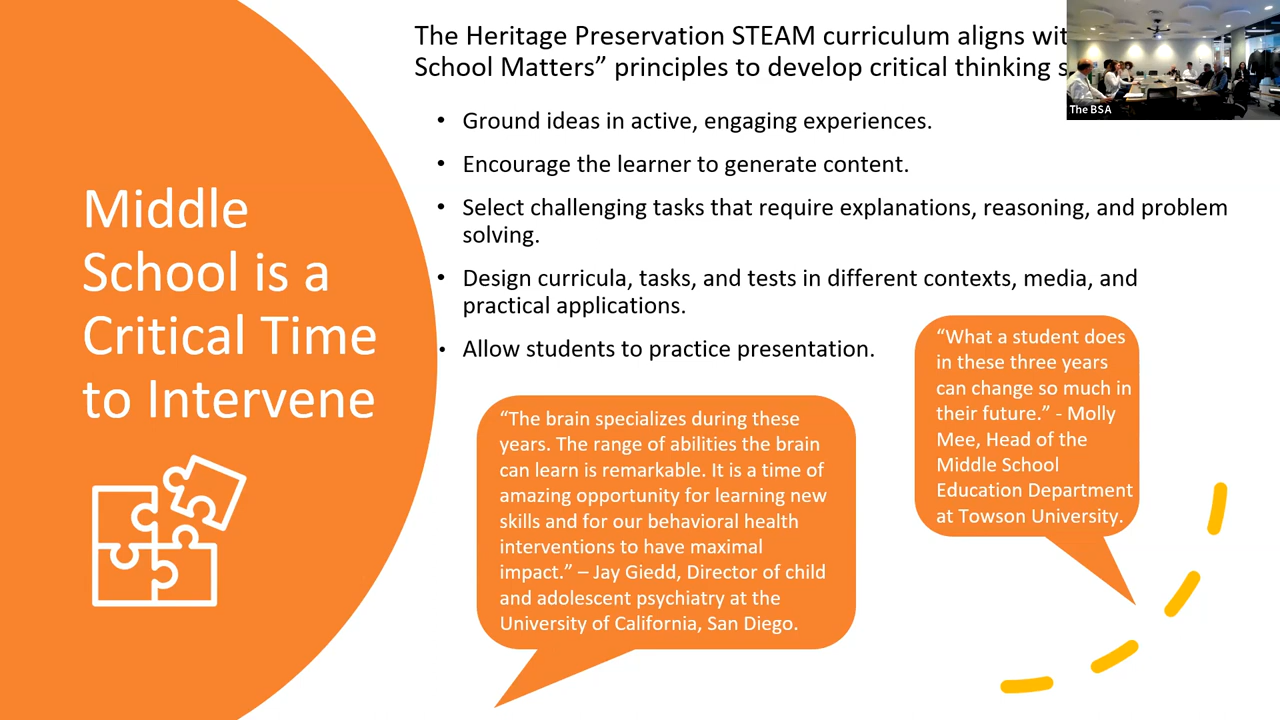 Middle
School is a
Critical Time
to Intervene
The Heritage Preservation STEAM curriculum aligns
School Matters” principles to develop critical thinking
• Ground ideas in active, engaging experiences.
• Encourage the learner to generate content.
• Select challenging tasks that require explanations, reasoning, and problem
solving.
• Design curricula, tasks, and tests in different contexts, media, and
practical applications.
• Allow students to practice presentation.
“The brain specializes during these
years. The range of abilities the brain
can learn is remarkable. It is a time of
amazing opportunity for learning new
skills and for our behavioral health
interventions to have maximal
impact.” – Jay Giedd, Director of child
and adolescent psychiatry at the
University of California, San Diego.
“What a student does
in these three years
can change so much in
their future.” - Molly
Mee, Head of the
Middle School
Education Department
at Towson University.
The BSA